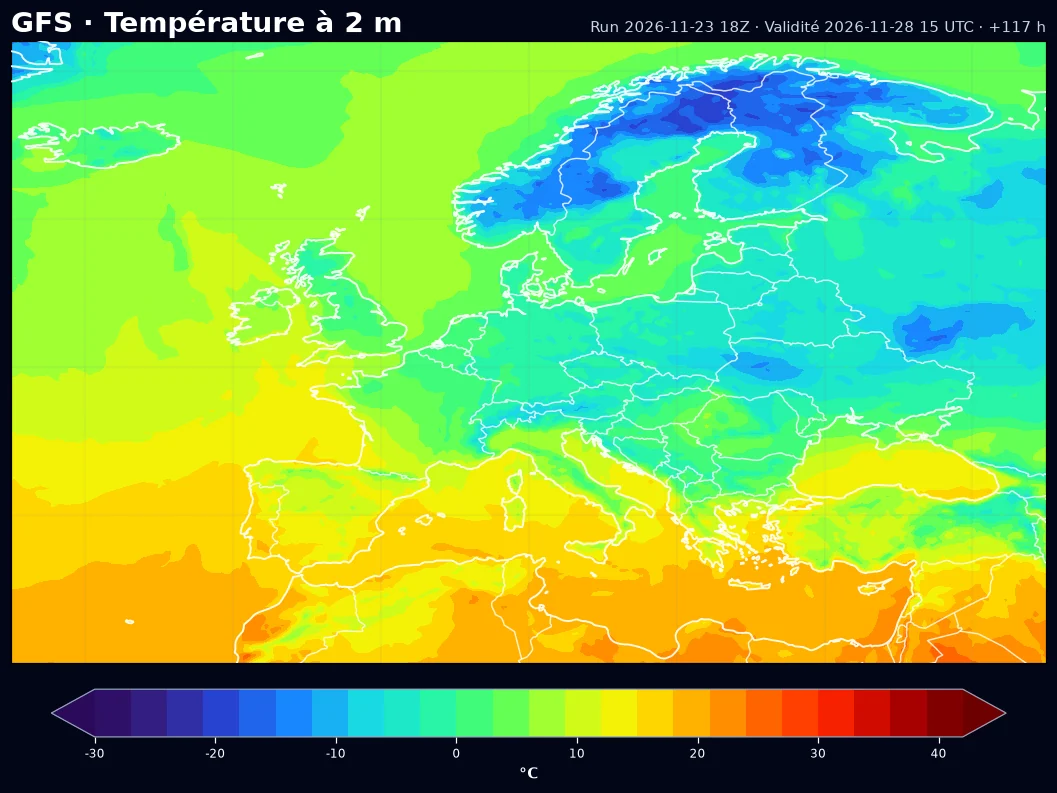 GFS · Température à 2 m
Run 2026-11-23 18Z · Validité 2026-11-28 15 UTC · +117 h
-30 -20 -10 0 10 20 30 40
°C